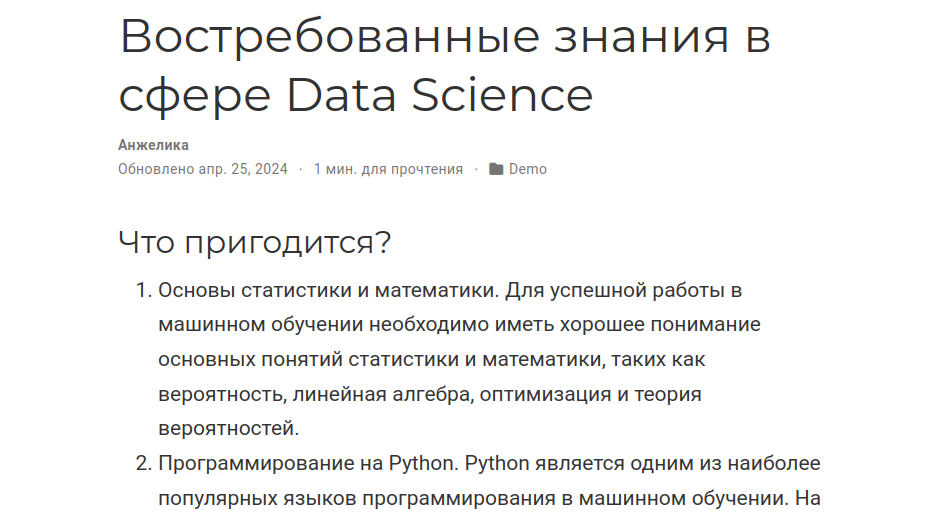 Востребованные знания в
сфере Data Science
Анжелика
Обновлено апр. 25, 2024 · 1 мин. для прочтения · Demo
Что пригодится?
1. Основы статистики и математики. Для успешной работы в
машинном обучении необходимо иметь хорошее понимание
основных понятий статистики и математики, таких как
вероятность, линейная алгебра, оптимизация и теория
вероятностей.
2. Программирование на Python. Python является одним из наиболее
популярных языков программирования в машинном обучении. На